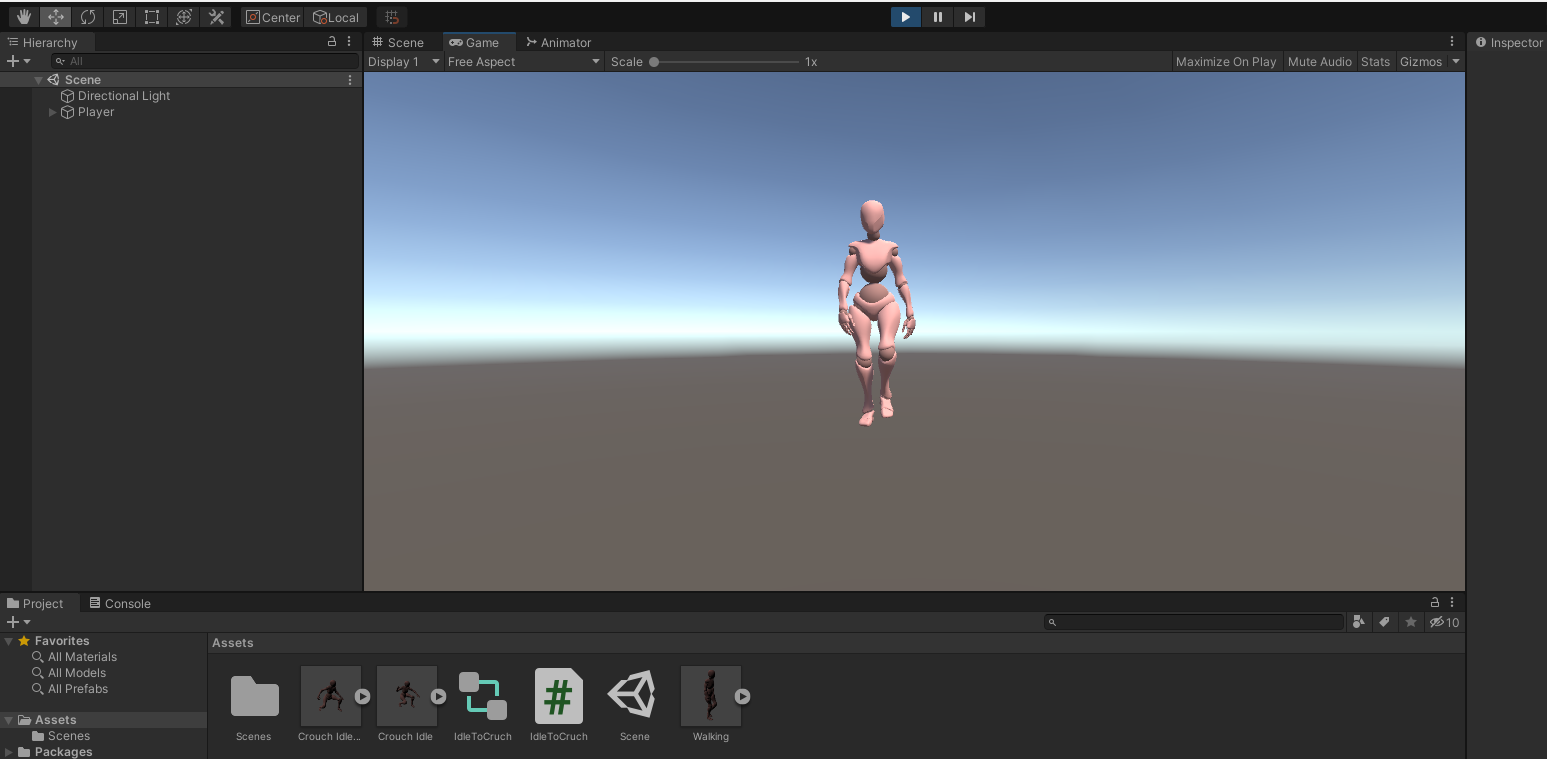 Center Local
Hierarchy
All
Scene
Directional Light
Player
Scene Game Animator
Display 1 Free Aspect Scale 1x Maximize On Play Mute Audio Stats Gizmos
Inspector
Project Console
10
Favorites
All Materials
All Models
All Prefabs
Assets
Scenes
Packages
Assets
Scenes Crouch Idle... Crouch Idle IdleToCruch IdleToCruch Scene Walking